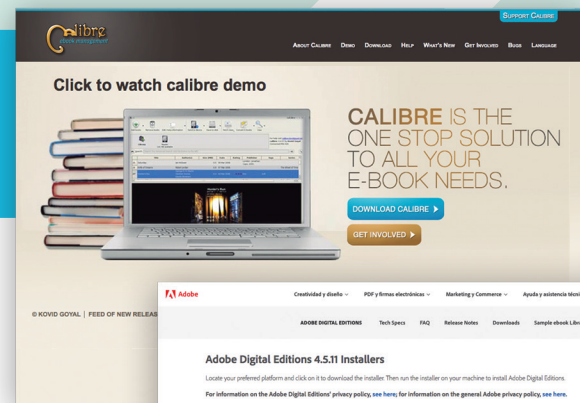 SUPPORT CALIBRE
Calibre
ebook management
ABOUT CALIBRE DEMO DOWNLOAD HELP WHAT'S NEW GET INVOLVED BUGS LANGUAGE
Click to watch calibre demo
CALIBRE IS THE
ONE STOP SOLUTION
TO ALL YOUR
E-BOOK NEEDS.
DOWNLOAD CALIBRE
GET INVOLVED
© KOVID GOYAL | FEED OF NEW RELEAS
Adobe
Creatividad y diseño
PDF y firmas electrónicas
Marketing y Commerce
Ayuda y asistencia técni
ADOBE DIGITAL EDITIONS
Tech Specs
FAQ
Release Notes
Downloads
Sample ebook Libr
Adobe Digital Editions 4.5.11 Installers
Locate your preferred platform and click on it to download the installer. Then run the installer on your machine to install Adobe Digital Editions.
For information on the Adobe Digital Editions' privacy policy, see here; for information on the general Adobe privacy policy, see here.